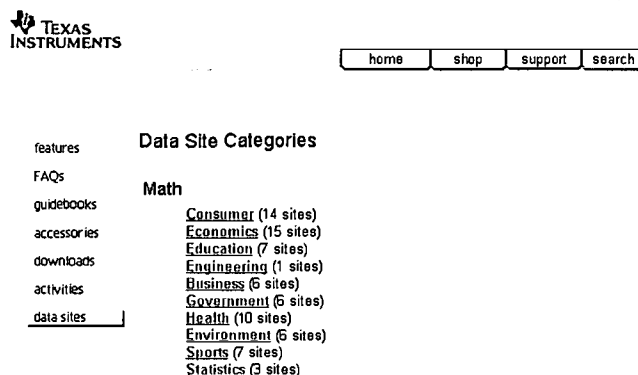 TEXAS
INSTRUMENTS
home shop support search
Data Site Categories
features
FAQs
guidebooks
accessories
downloads
activities
data sites
Math
Consumer (14 sites)
Economics (15 sites)
Education (7 sites)
Engineering (1 sites)
Business (6 sites)
Government (6 sites)
Health (10 sites)
Environment (6 sites)
Sports (7 sites)
Statistics (3 sites)